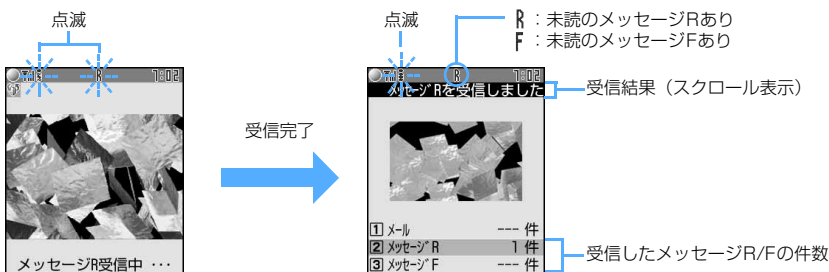 点滅
7:02
R
メッセージR受信中 ･･･
受信完了
点滅
R：未読のメッセージRあり
F：未読のメッセージFあり
R
7:02
メッセージRを受信しました
受信結果（スクロール表示）
1 メール --- 件
2 メッセージR 1 件
3 メッセージF --- 件
受信したメッセージR/Fの件数